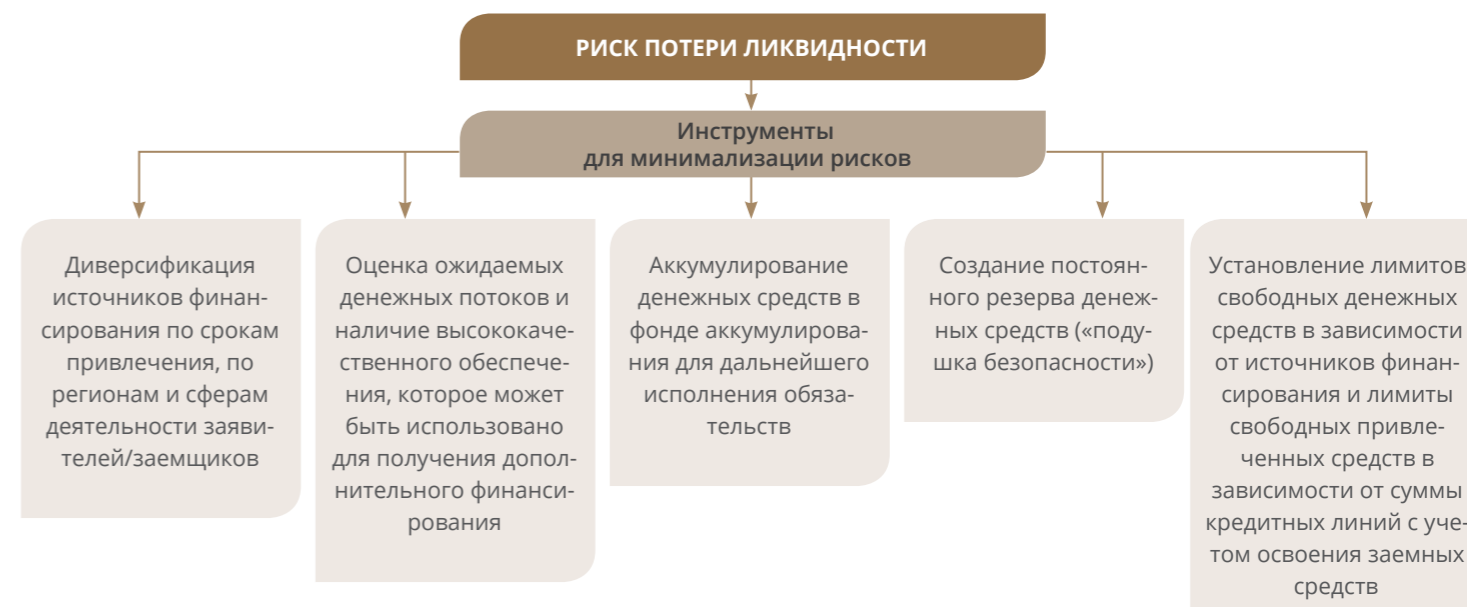 РИСК ПОТЕРИ ЛИКВИДНОСТИ
Инструменты
для минимализации рисков
Диверсификация
источников финан-
сирования по срокам
привлечения, по
регионам и сферам
деятельности заяви-
телей/заемщиков
Оценка ожидаемых
денежных потоков и
наличие высококаче-
ственного обеспече-
ния, которое может
быть использовано
для получения допол-
нительного финанси-
рования
Аккумулирование
денежных средств в
фонде аккумулирова-
ния для дальнейшего
исполнения обяза-
тельств
Создание постоян-
ного резерва денеж-
ных средств («поду-
шка безопасности»)
Установление лимитов
свободных денежных
средств в зависимости
от источников финан-
сирования и лимиты
свободных привле-
ченных средств в
зависимости от суммы
кредитных линий с уче-
том освоения заемных
средств